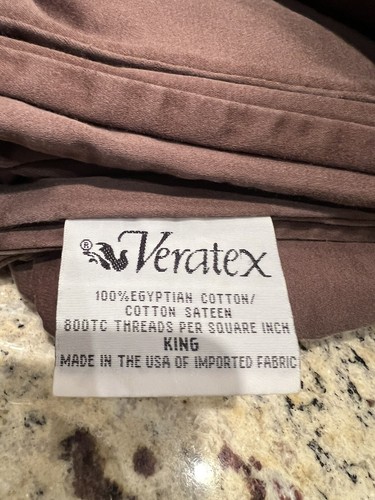 ® Veratex
100%EGYPTIAN COTTON/
COTTON SATEEN
800TC THREADS PER SQUARE INCH
KING
MADE IN THE USA OF IMPORTED FABRIC